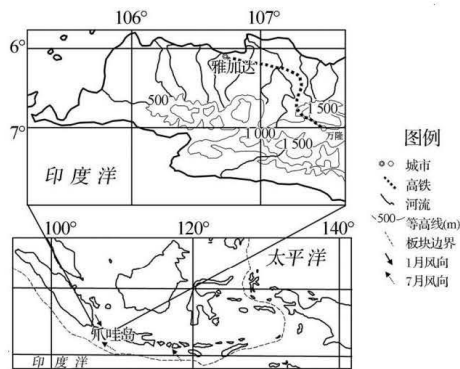 106°
107°
6°
雅加达
500
1 500
7°
1 000
万隆
1 500
印度洋
图例
城市
高铁
河流
500 等高线(m)
板块边界
1月风向
7月风向
100°
120°
140°
太平洋
爪哇岛
印度洋